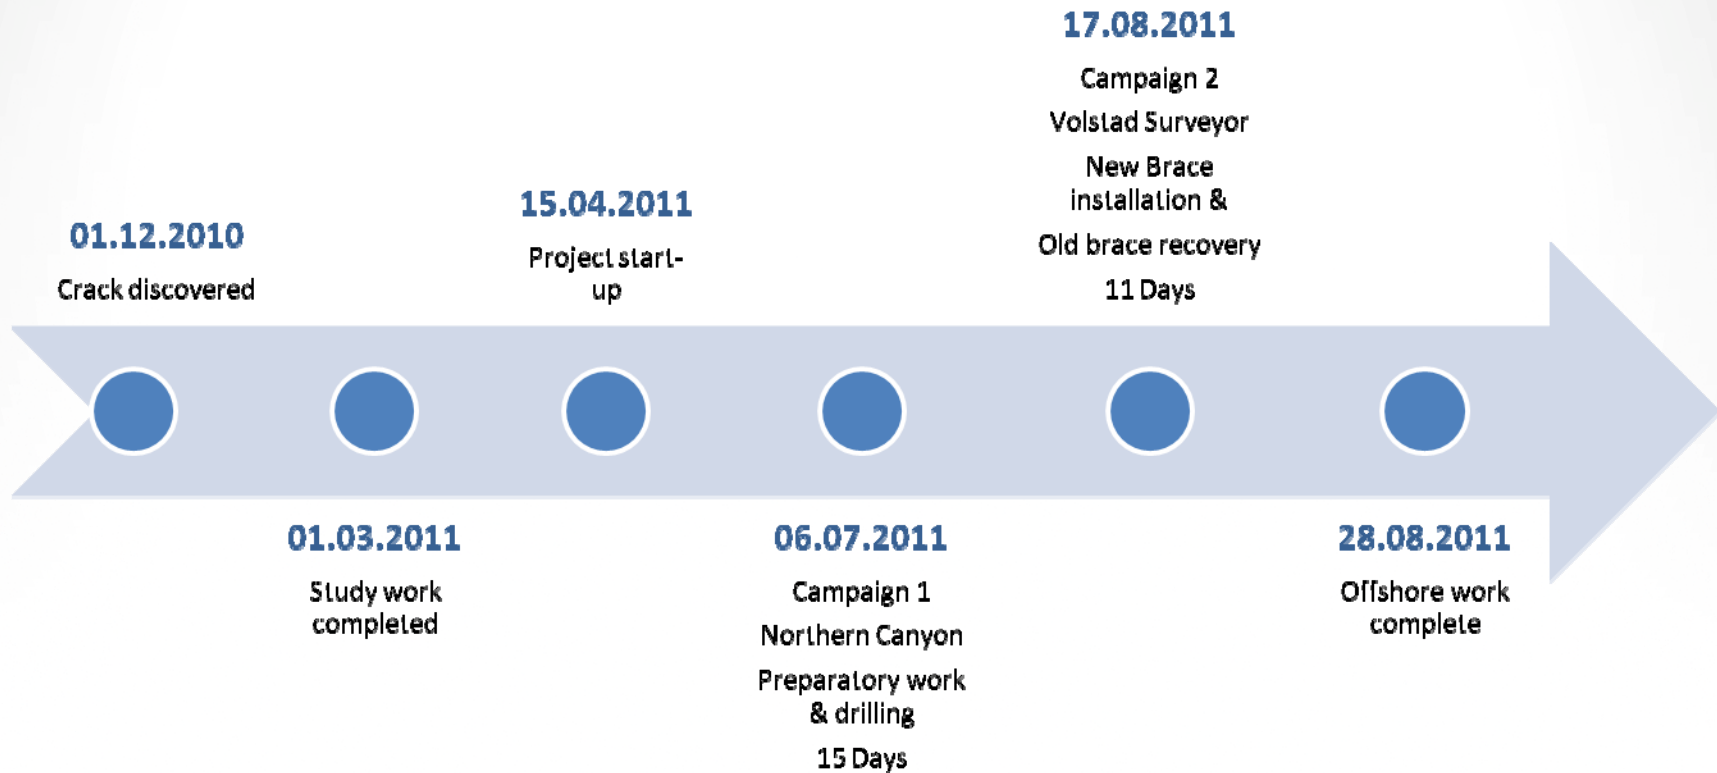 01.12.2010
Crack discovered
01.03.2011
Study work
completed
15.04.2011
Project start-
up
06.07.2011
Campaign 1
Northern Canyon
Preparatory work
& drilling
15 Days
17.08.2011
Campaign 2
Volstad Surveyor
New Brace
installation &
Old brace recovery
11 Days
28.08.2011
Offshore work
complete